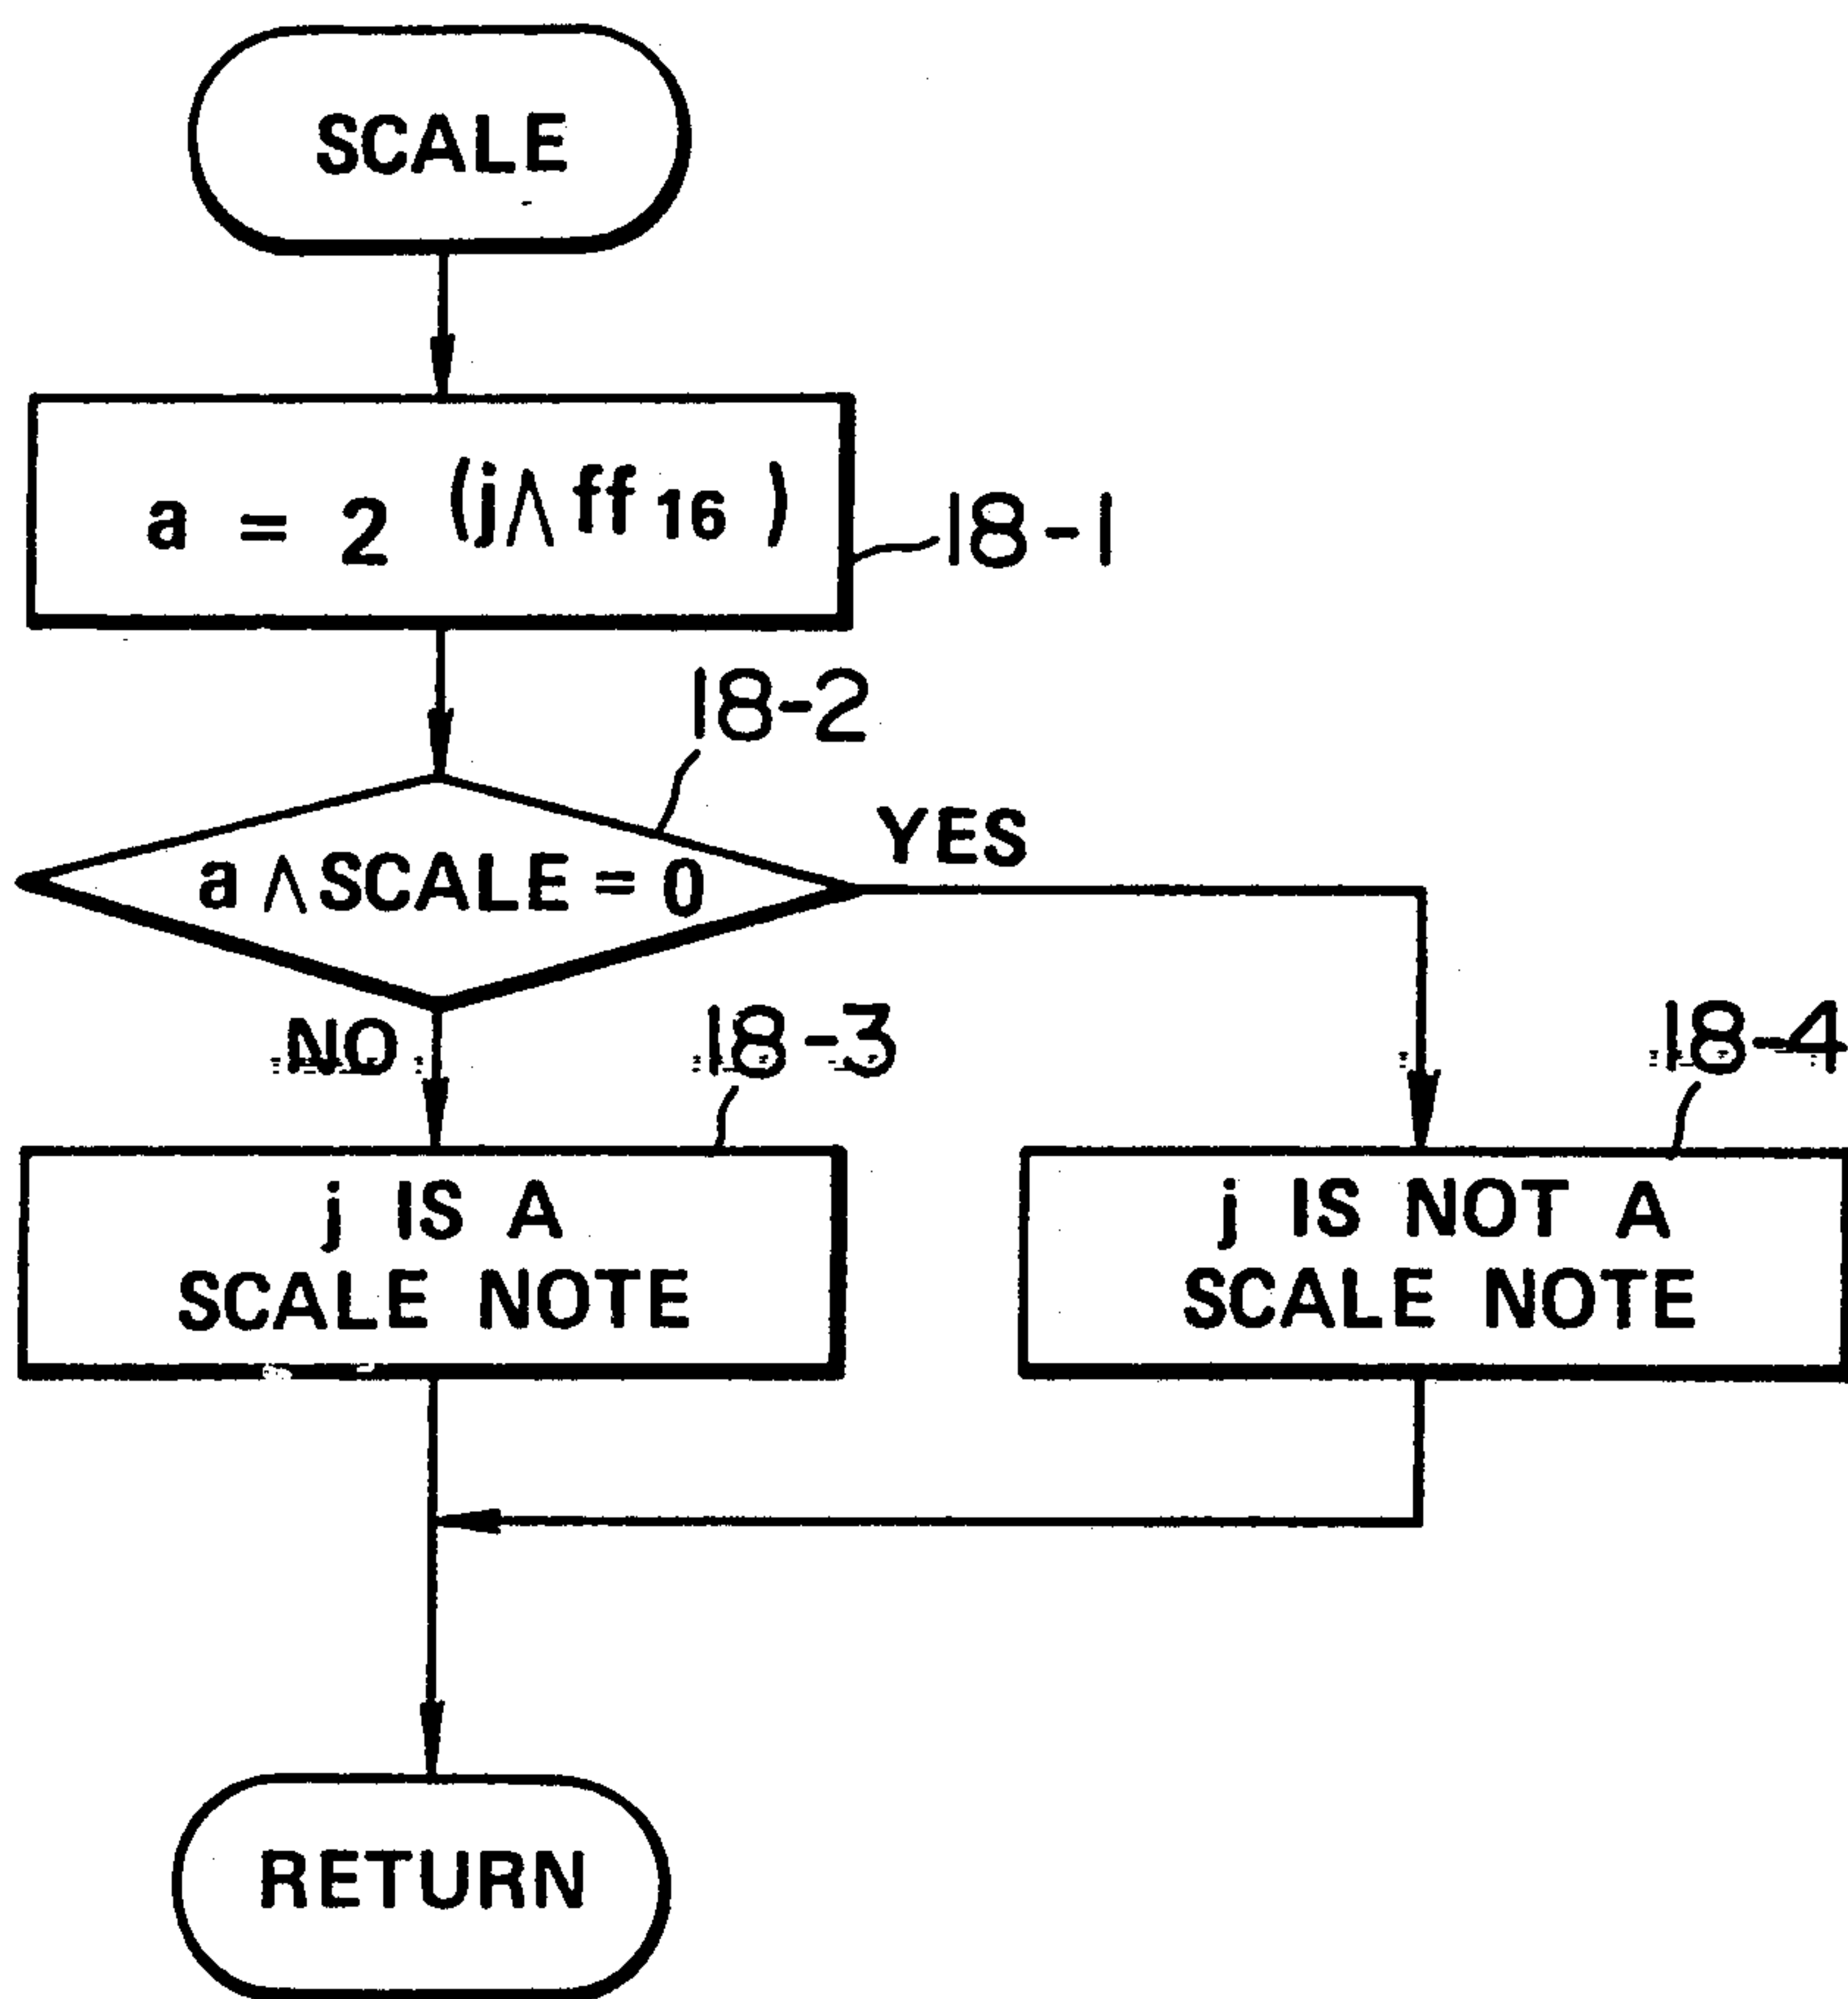 SCALE
a = 2 (j∧ff16)
18-1
18-2
a ∧ SCALE = 0
YES
NO
18-3
18-4
j IS A
SCALE NOTE
j IS NOT A
SCALE NOTE
RETURN